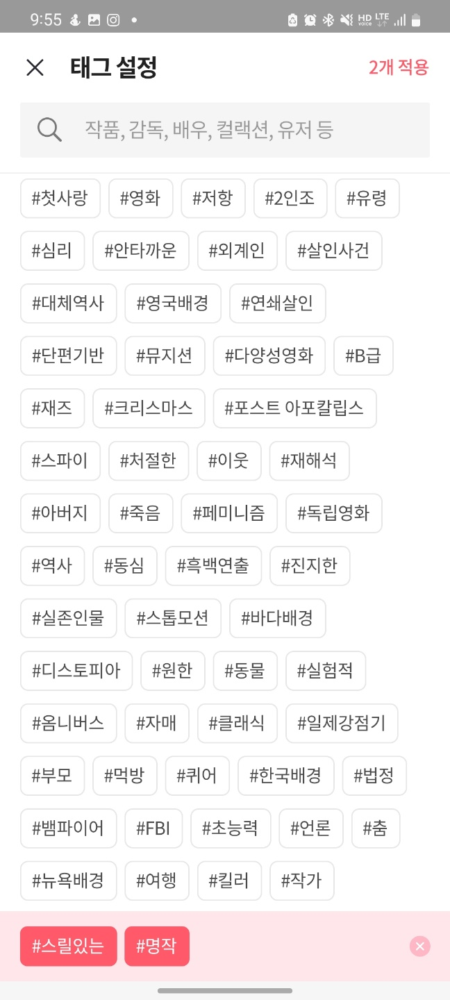 9:55 HD voice LTE
태그 설정 2개 적용
작품, 감독, 배우, 컬랙션, 유저 등
#첫사랑 #영화 #저항 #2인조 #유령
#심리 #안타까운 #외계인 #살인사건
#대체역사 #영국배경 #연쇄살인
#단편기반 #뮤지션 #다양성영화 #B급
#재즈 #크리스마스 #포스트 아포칼립스
#스파이 #처절한 #이웃 #재해석
#아버지 #죽음 #페미니즘 #독립영화
#역사 #동심 #흑백연출 #진지한
#실존인물 #스톱모션 #바다배경
#디스토피아 #원한 #동물 #실험적
#옴니버스 #자매 #클래식 #일제강점기
#부모 #먹방 #퀴어 #한국배경 #법정
#뱀파이어 #FBI #초능력 #언론 #춤
#뉴욕배경 #여행 #킬러 #작가
#스릴있는 #명작